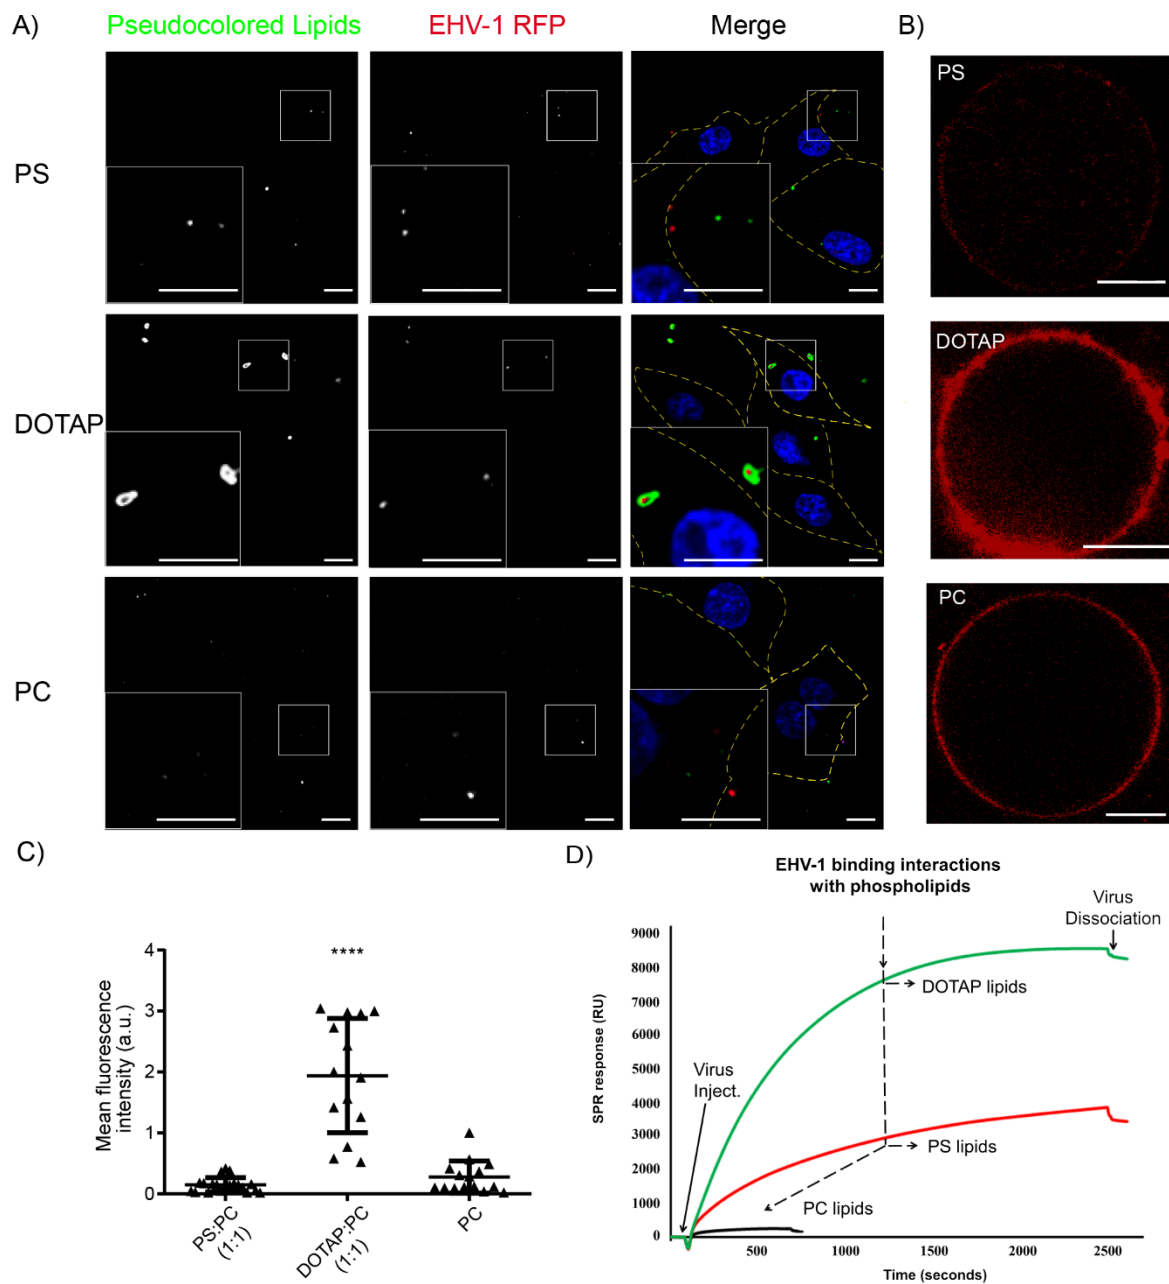 A)
Pseudocolored Lipids
EHV-1 RFP
Merge
B)
PS
PS
DOTAP
DOTAP
PC
PC
C)
Mean fluorescence
intensity (a.u.)
4
3
2
1
0
****
PS:PC
(1:1)
DOTAP:PC
(1:1)
PC
D)
EHV-1 binding interactions
with phospholipids
Virus
Dissociation
SPR response (RU)
9000
8000
7000
6000
5000
4000
3000
2000
1000
0
Virus
Inject.
DOTAP lipids
PS lipids
PC lipids
500
1000
1500
2000
2500
Time (seconds)